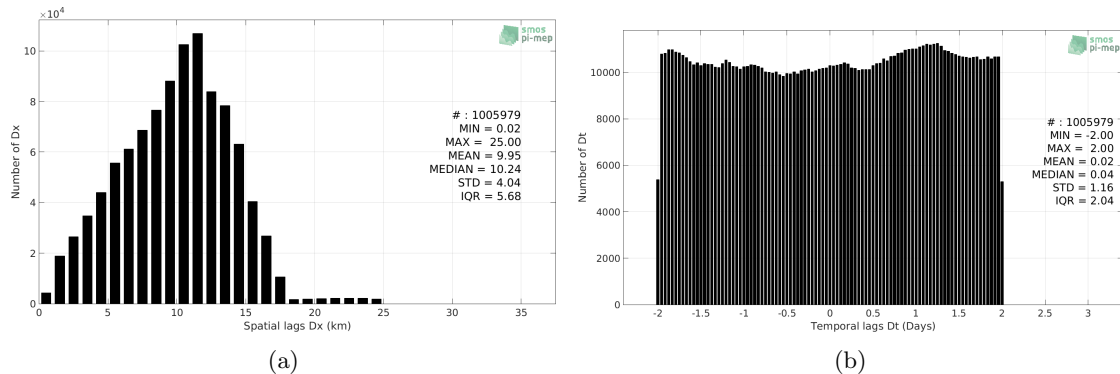 ×10⁴
10
8
6
4
2
0
Number of Dx
0 5 10 15 20 25 30 35
Spatial lags Dx (km)
smos
pi-mep
# : 1005979
MIN = 0.02
MAX = 25.00
MEAN = 9.95
MEDIAN = 10.24
STD = 4.04
IQR = 5.68
(a)
10000
8000
6000
4000
2000
0
Number of Dt
-2 -1.5 -1 -0.5 0 0.5 1 1.5 2 2.5 3
Temporal lags Dt (Days)
smos
pi-mep
# : 1005979
MIN = -2.00
MAX = 2.00
MEAN = 0.02
MEDIAN = 0.04
STD = 1.16
IQR = 2.04
(b)